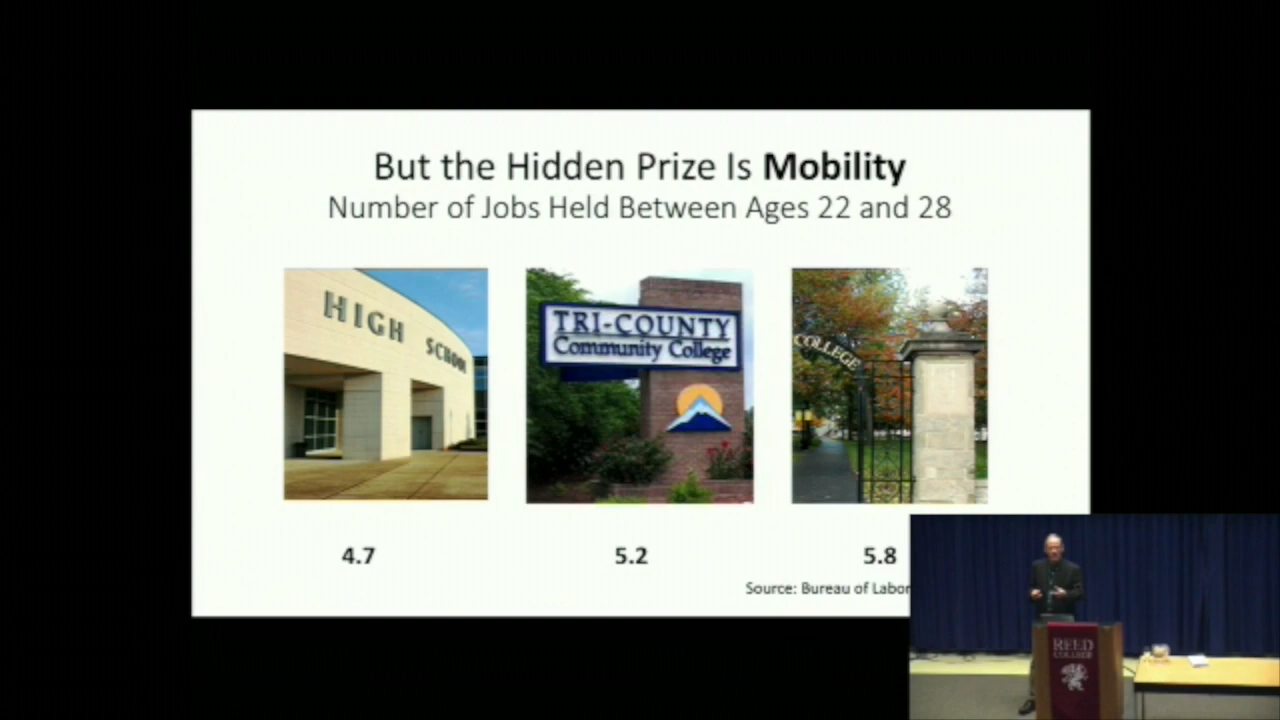 But the Hidden Prize Is Mobility
Number of Jobs Held Between Ages 22 and 28
HIGH SCHOOL
TRI-COUNTY
Community College
COLLEGE
4.7
5.2
5.8
Source: Bureau of Labor
REED
COLLEGE